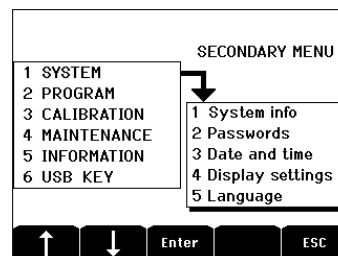 SECONDARY MENU
1 SYSTEM
2 PROGRAM
3 CALIBRATION
4 MAINTENANCE
5 INFORMATION
6 USB KEY
1 System info
2 Passwords
3 Date and time
4 Display settings
5 Language
↑ ↓ Enter ESC